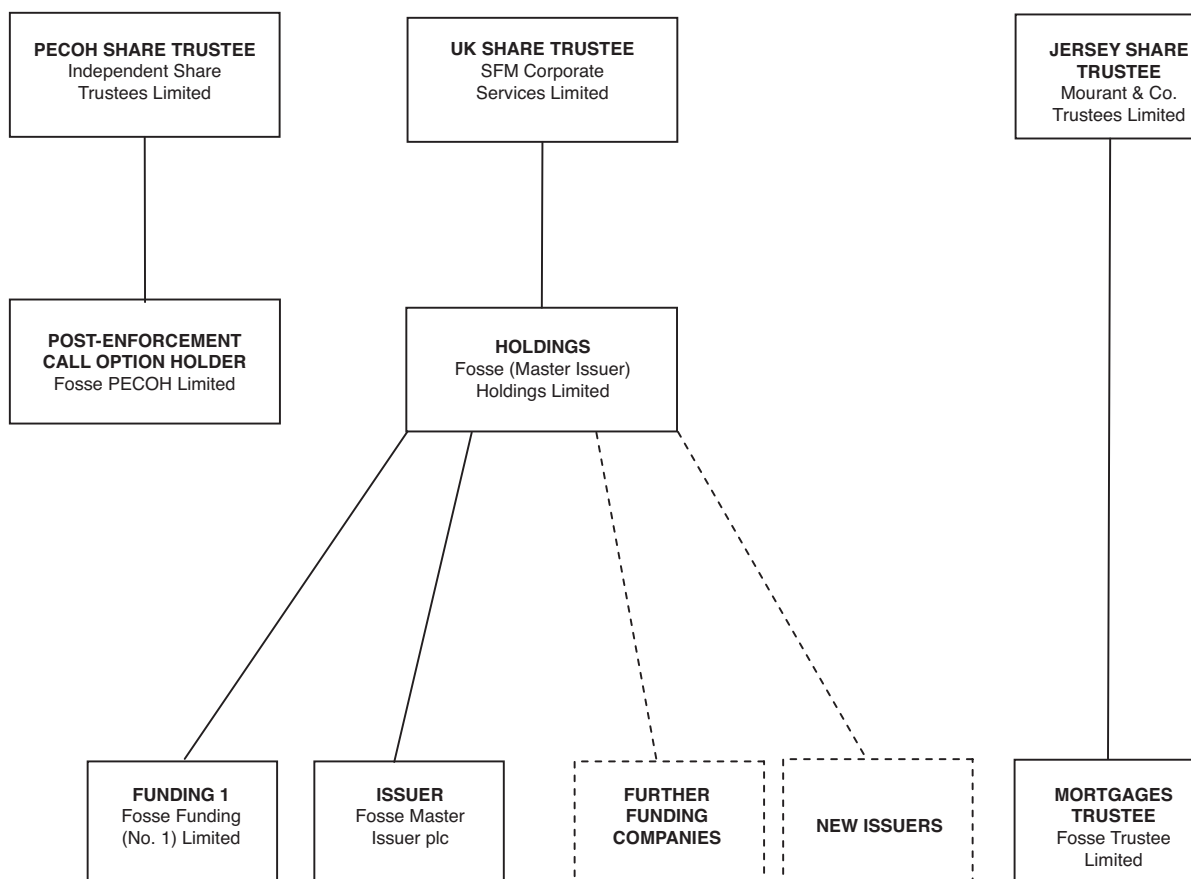 PECOH SHARE TRUSTEE
Independent Share
Trustees Limited
UK SHARE TRUSTEE
SFM Corporate
Services Limited
JERSEY SHARE
TRUSTEE
Mourant & Co.
Trustees Limited
POST-ENFORCEMENT
CALL OPTION HOLDER
Fosse PECOH Limited
HOLDINGS
Fosse (Master Issuer)
Holdings Limited
FUNDING 1
Fosse Funding
(No. 1) Limited
ISSUER
Fosse Master
Issuer plc
FURTHER
FUNDING
COMPANIES
NEW ISSUERS
MORTGAGES
TRUSTEE
Fosse Trustee
Limited